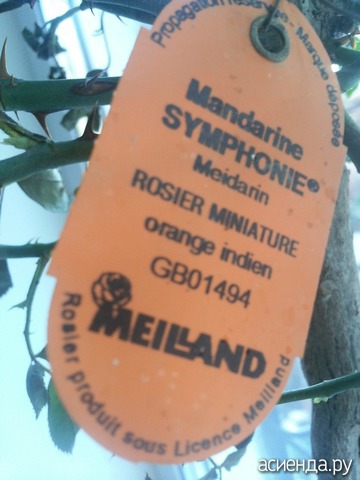 Propagation réservée - Marque déposée
Mandarine
SYMPHONIE®
Meidarin
ROSIER MINIATURE
orange indien
GB01494
MEILLAND
Rosier produit sous Licence Meilland
асиенда.ру